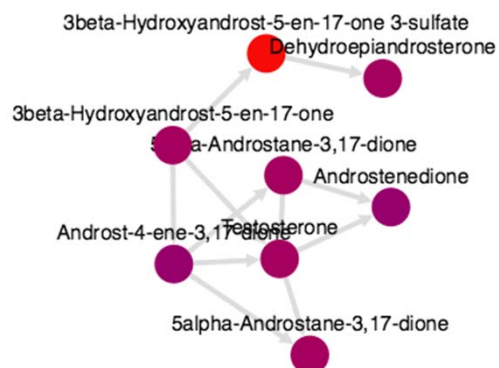 3beta-Hydroxyandrost-5-en-17-one 3-sulfate
Dehydroepiandrosterone
3beta-Hydroxyandrost-5-en-17-one
a-Androstane-3,17-dione
Androstenedione
Androst-4-ene-3,17-dione
Testosterone
5alpha-Androstane-3,17-dione